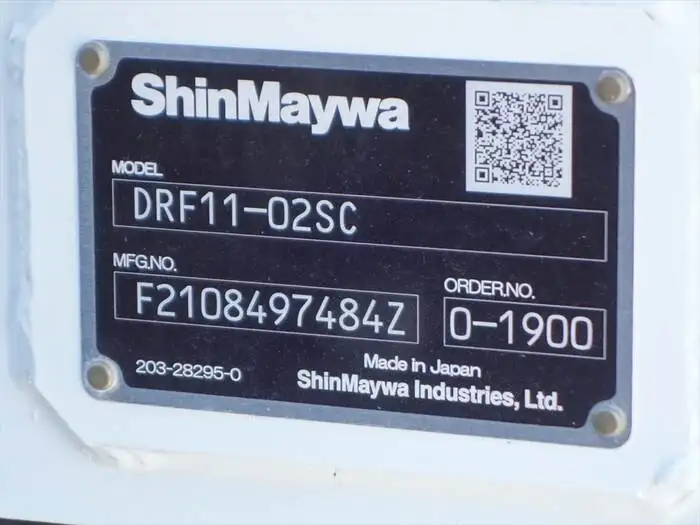 ShinMaywa
MODEL
DRF11-02SC
MFG.NO.
F2108497484Z
ORDER.NO.
0-1900
203-28295-0
Made in Japan
ShinMaywa Industries, Ltd.